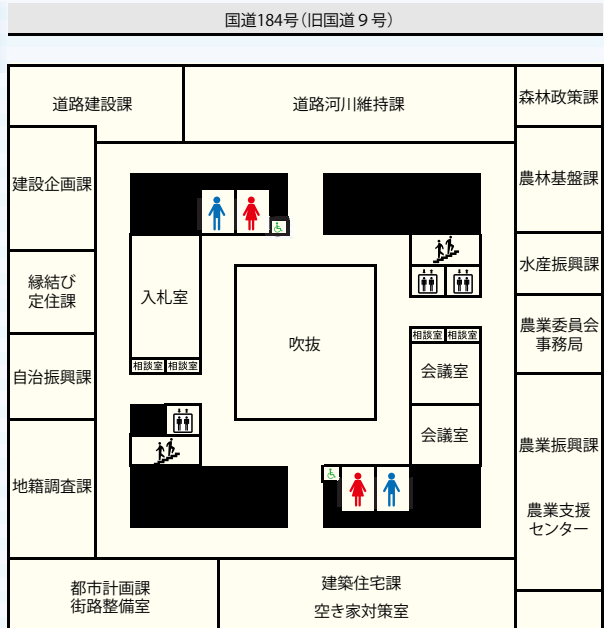 国道184号（旧国道９号）
道路建設課
道路河川維持課
森林政策課
建設企画課
農林基盤課
縁結び
定住課
入札室
吹抜
水産振興課
農業委員会
事務局
相談室
相談室
相談室
相談室
会議室
自治振興課
会議室
地籍調査課
農業振興課
農業支援
センター
都市計画課
街路整備室
建築住宅課
空き家対策室